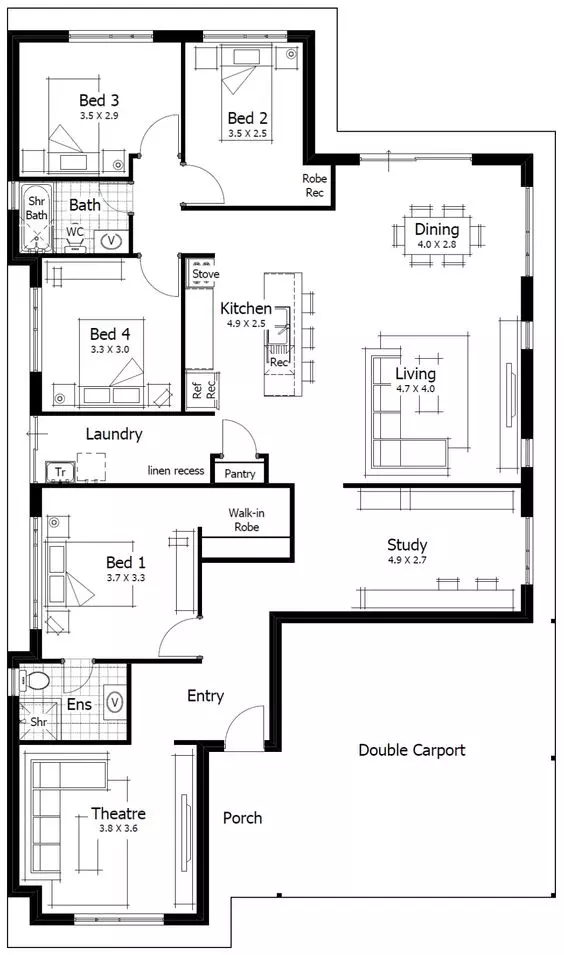 Bed 3
3.5 X 2.9
Bed 2
3.5 X 2.5
Robe
Rec
Shr
Bath
Bath
WC
V
Dining
4.0 X 2.8
Stove
Kitchen
4.9 X 2.5
Rec
Bed 4
3.3 X 3.0
Ref
Rec
Living
4.7 X 4.0
Laundry
Tr
linen recess
Pantry
Walk-in
Robe
Bed 1
3.7 X 3.3
Study
4.9 X 2.7
Ens
V
Shr
Entry
Double Carport
Theatre
3.8 X 3.6
Porch